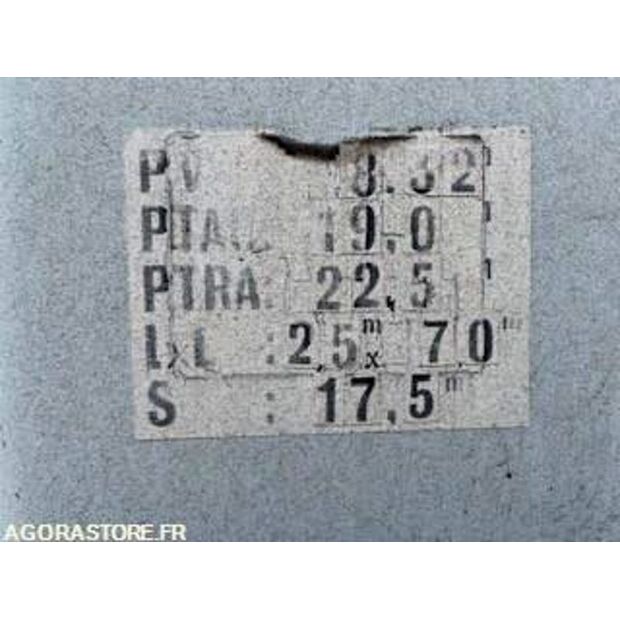 PV 8.32
PTAC 19,0
PTRA: 22,5
LxL : 2,5m x 7,0m
S : 17,5m
AGORASTORE.FR